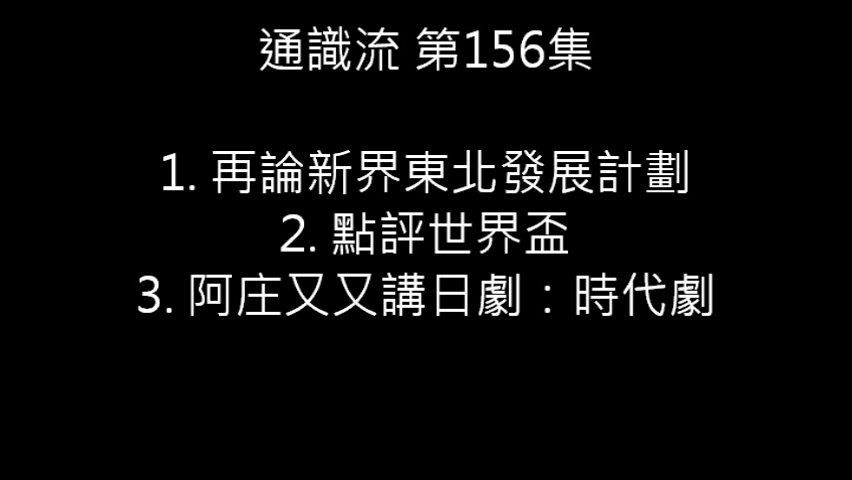 通識流 第156集
1. 再論新界東北發展計劃
2. 點評世界盃
3. 阿庄又又講日劇：時代劇